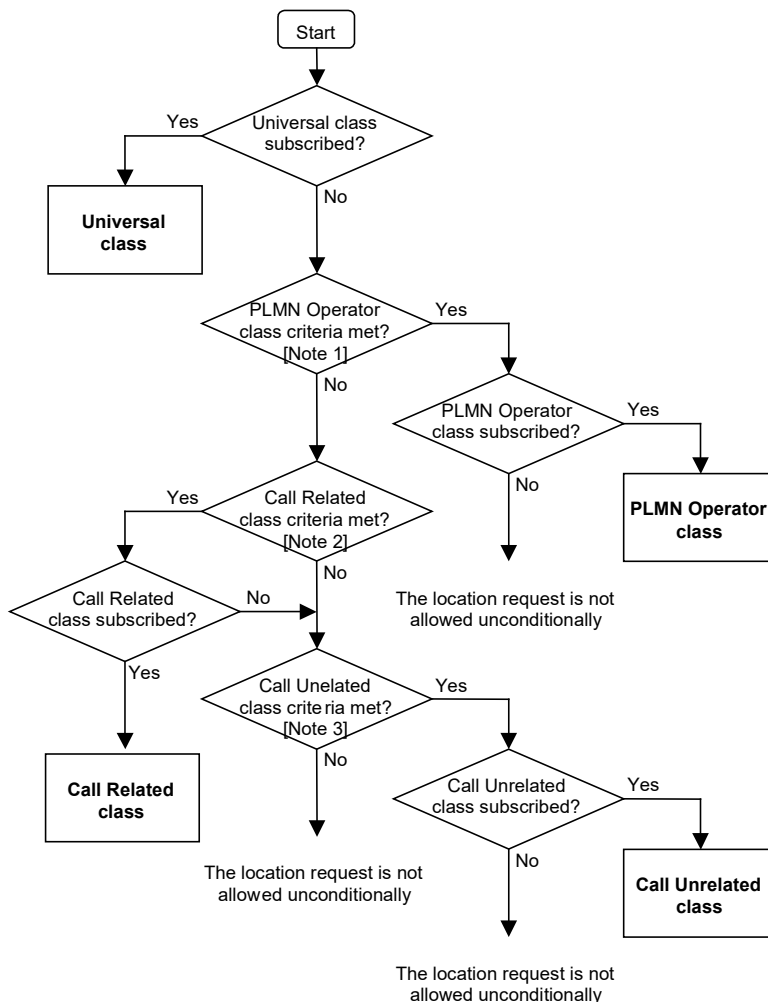 Start
Universal class
subscribed?
Yes
No
Universal
class
PLMN Operator
class criteria met?
[Note 1]
Yes
No
PLMN Operator
class subscribed?
Yes
No
PLMN Operator
class
The location request is not
allowed unconditionally
Call Related
class criteria met?
[Note 2]
Yes
No
Call Related
class subscribed?
No
Yes
Call Related
class
Call Unelated
class criteria met?
[Note 3]
Yes
No
The location request is not
allowed unconditionally
Call Unrelated
class subscribed?
Yes
No
Call Unrelated
class
The location request is not
allowed unconditionally